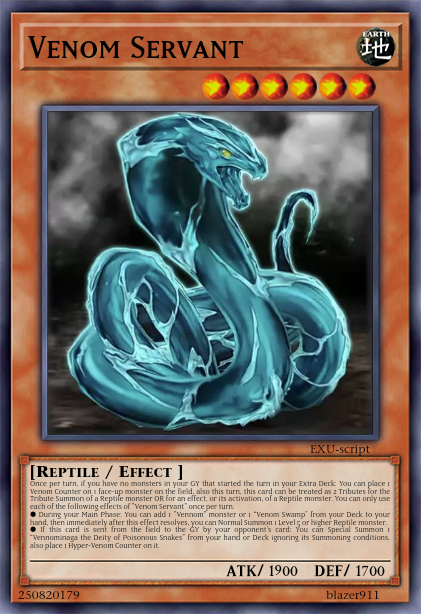 VENOM SERVANT
EARTH
地
EXU-script
[REPTILE / EFFECT ]
Once per turn, if you have no monsters in your GY that started the turn in your Extra Deck: You can place 1
Venom Counter on 1 face-up monster on the field, also this turn, this card can be treated as 2 Tributes for the
Tribute Summon of a Reptile monster OR for an effect, or its activation, of a Reptile monster. You can only use
each of the following effects of "Venom Servant" once per turn.
● During your Main Phase: You can add 1 "Vennom" monster or 1 "Venom Swamp" from your Deck to your
hand, then immediately after this effect resolves, you can Normal Summon 1 Level 5 or higher Reptile monster.
● If this card is sent from the field to the GY by your opponent's card: You can Special Summon 1
"Vennominaga the Deity of Poisonous Snakes" from your hand or Deck ignoring its Summoning conditions,
also place 1 Hyper-Venom Counter on it.
ATK/ 1900 DEF/ 1700
250820179 blazer911